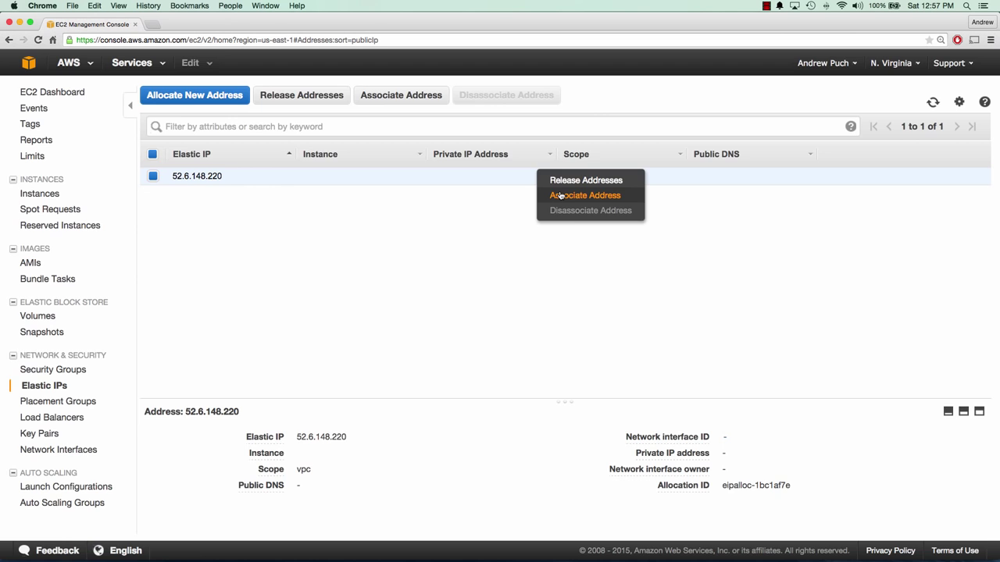 Chrome File Edit View History Bookmarks People Window Help 100% Sat 12:57 PM
EC2 Management Console Andrew
https://console.aws.amazon.com/ec2/v2/home?region=us-east-1#Addresses:sort=publicIp
AWS Services Edit Andrew Puch N. Virginia Support
EC2 Dashboard
Events
Tags
Reports
Limits
INSTANCES
Instances
Spot Requests
Reserved Instances
IMAGES
AMIs
Bundle Tasks
ELASTIC BLOCK STORE
Volumes
Snapshots
NETWORK & SECURITY
Security Groups
Elastic IPs
Placement Groups
Load Balancers
Key Pairs
Network Interfaces
AUTO SCALING
Launch Configurations
Auto Scaling Groups
Allocate New Address Release Addresses Associate Address Disassociate Address
Filter by attributes or search by keyword 1 to 1 of 1
Elastic IP Instance Private IP Address Scope Public DNS
52.6.148.220
Release Addresses
Associate Address
Disassociate Address
Address: 52.6.148.220
Elastic IP 52.6.148.220 Network interface ID -
Instance Private IP address -
Scope vpc Network interface owner -
Public DNS - Allocation ID eipalloc-1bc1af7e
Feedback English © 2008 - 2015, Amazon Web Services, Inc. or its affiliates. All rights reserved. Privacy Policy Terms of Use